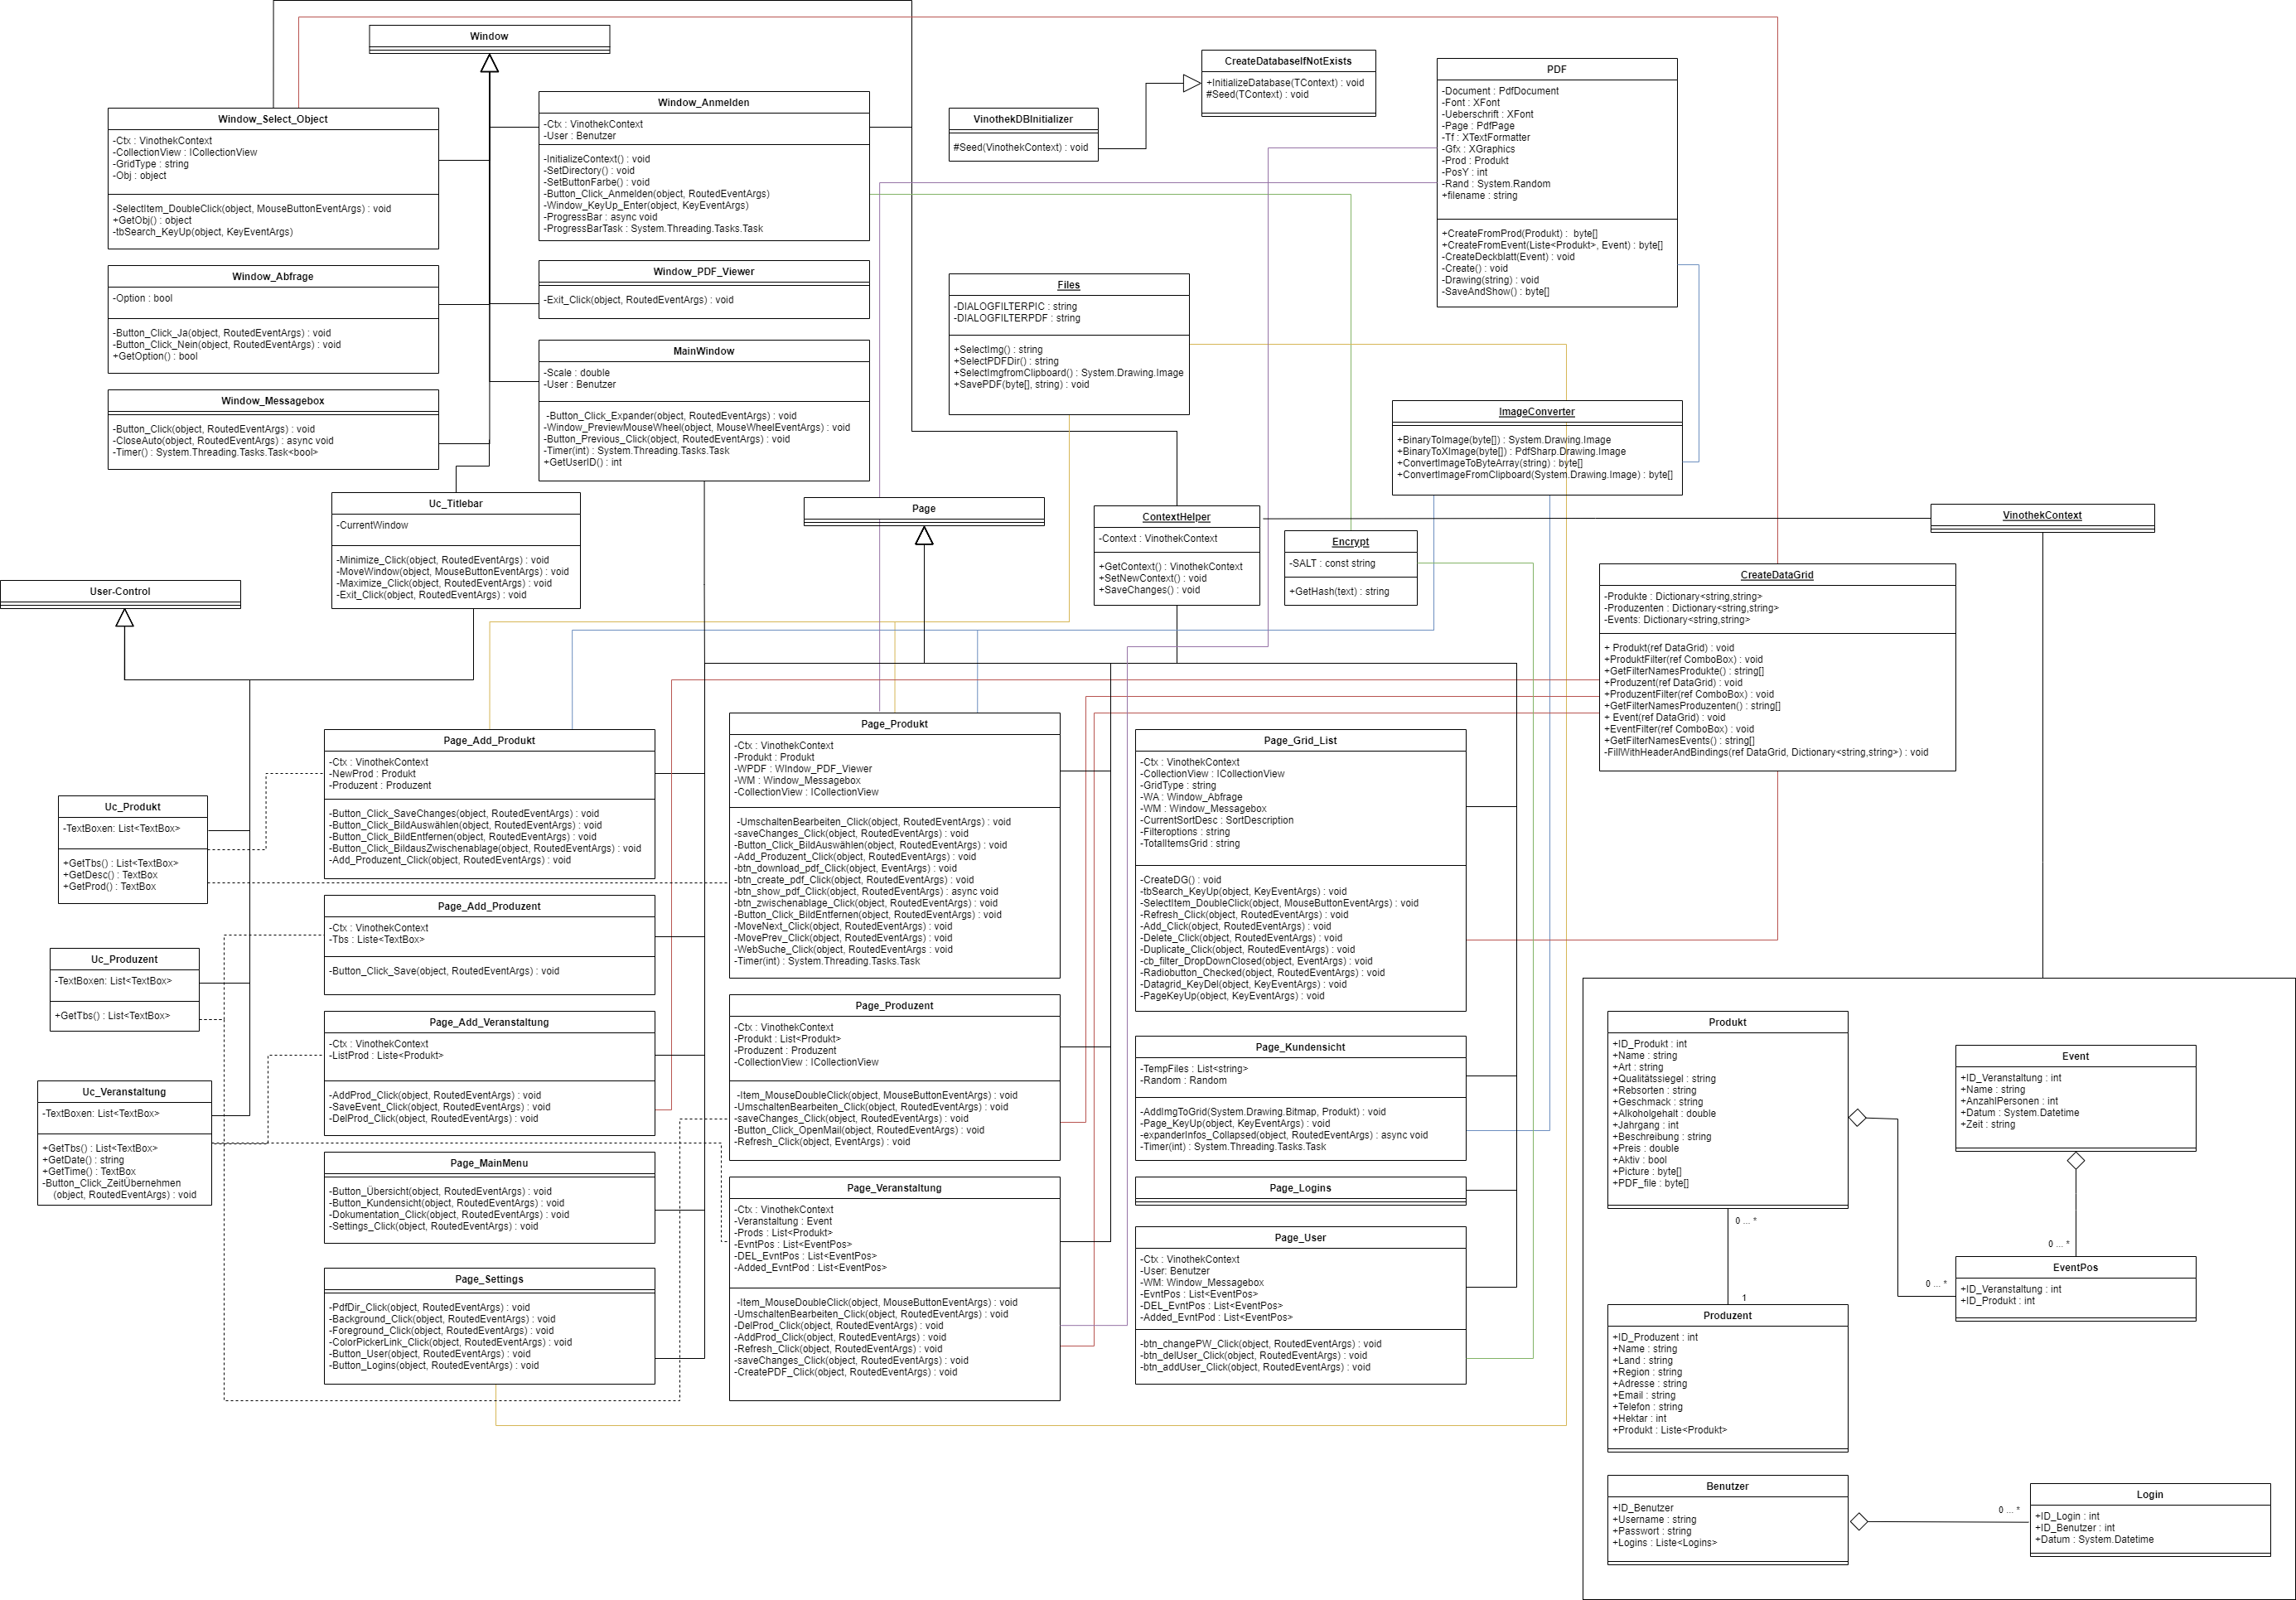 Window
Window_Select_Object
-Ctx : VinothekContext
-CollectionView : ICollectionView
-GridType : string
-Obj : object
-SelectItem_DoubleClick(object, MouseButtonEventArgs) : void
+GetObj() : object
-tbSearch_KeyUp(object, KeyEventArgs)
Window_Abfrage
-Option : bool
-Button_Click_Ja(object, RoutedEventArgs) : void
-Button_Click_Nein(object, RoutedEventArgs) : void
+GetOption() : bool
Window_Messagebox
-Button_Click(object, RoutedEventArgs) : void
-CloseAuto(object, RoutedEventArgs) : async void
-Timer() : System.Threading.Tasks.Task<bool>
Window_Anmelden
-Ctx : VinothekContext
-User : Benutzer
-InitializeContext() : void
-SetDirectory() : void
-SetButtonFarbe() : void
-Button_Click_Anmelden(object, RoutedEventArgs)
-Window_KeyUp_Enter(object, KeyEventArgs)
-ProgressBar : async void
-ProgressBarTask : System.Threading.Tasks.Task
Window_PDF_Viewer
-Exit_Click(object, RoutedEventArgs) : void
MainWindow
-Scale : double
-User : Benutzer
-Button_Click_Expander(object, RoutedEventArgs) : void
-Window_PreviewMouseWheel(object, MouseWheelEventArgs) : void
-Button_Previous_Click(object, RoutedEventArgs) : void
-Timer(int) : System.Threading.Tasks.Task
+GetUserID() : int
VinothekDBInitializer
#Seed(VinothekContext) : void
CreateDatabaseIfNotExists
+InitializeDatabase(TContext) : void
#Seed(TContext) : void
PDF
-Document : PdfDocument
-Font : XFont
-Ueberschrift : XFont
-Page : PdfPage
-Tf : XTextFormatter
-Gfx : XGraphics
-Prod : Produkt
-PosY : int
-Rand : System.Random
+filename : string
+CreateFromProd(Produkt) : byte[]
+CreateFromEvent(Liste<Produkt>, Event) : byte[]
-CreateDeckblatt(Event) : void
-Create() : void
-Drawing(string) : void
-SaveAndShow() : byte[]
Files
-DIALOGFILTERPIC : string
-DIALOGFILTERPDF : string
+SelectImg() : string
+SelectPDFDir() : string
+SelectImgfromClipboard() : System.Drawing.Image
+SavePDF(byte[], string) : void
ImageConverter
+BinaryToImage(byte[]) : System.Drawing.Image
+BinaryToXImage(byte[]) : PdfSharp.Drawing.Image
+ConvertImageToByteArray(string) : byte[]
+ConvertImageFromClipboard(System.Drawing.Image) : byte[]
Uc_Titlebar
-CurrentWindow
-Minimize_Click(object, RoutedEventArgs) : void
-MoveWindow(object, MouseButtonEventArgs) : void
-Maximize_Click(object, RoutedEventArgs) : void
-Exit_Click(object, RoutedEventArgs) : void
Page
ContextHelper
-Context : VinothekContext
+GetContext() : VinothekContext
+SetNewContext() : void
+SaveChanges() : void
Encrypt
-SALT : const string
+GetHash(text) : string
VinothekContext
CreateDataGrid
-Produkte : Dictionary<string,string>
-Produzenten : Dictionary<string,string>
-Events: Dictionary<string,string>
+ Produkt(ref DataGrid) : void
+ProduktFilter(ref ComboBox) : void
+GetFilterNamesProdukte() : string[]
+Produzent(ref DataGrid) : void
+ProduzentFilter(ref ComboBox) : void
+GetFilterNamesProduzenten() : string[]
+ Event(ref DataGrid) : void
+EventFilter(ref ComboBox) : void
+GetFilterNamesEvents() : string[]
-FillWithHeaderAndBindings(ref DataGrid, Dictionary<string,string>) : void
User-Control
Uc_Produkt
-TextBoxen: List<TextBox>
+GetTbs() : List<TextBox>
+GetDesc() : TextBox
+GetProd() : TextBox
Uc_Produzent
-TextBoxen: List<TextBox>
+GetTbs() : List<TextBox>
Uc_Veranstaltung
-TextBoxen: List<TextBox>
+GetTbs() : List<TextBox>
+GetDate() : string
+GetTime() : TextBox
-Button_Click_ZeitÜbernehmen
(object, RoutedEventArgs) : void
Page_Add_Produkt
-Ctx : VinothekContext
-NewProd : Produkt
-Produzent : Produzent
-Button_Click_SaveChanges(object, RoutedEventArgs) : void
-Button_Click_BildAuswählen(object, RoutedEventArgs) : void
-Button_Click_BildEntfernen(object, RoutedEventArgs) : void
-Button_Click_BildausZwischenablage(object, RoutedEventArgs) : void
-Add_Produzent_Click(object, RoutedEventArgs) : void
Page_Add_Produzent
-Ctx : VinothekContext
-Tbs : Liste<TextBox>
-Button_Click_Save(object, RoutedEventArgs) : void
Page_Add_Veranstaltung
-Ctx : VinothekContext
-ListProd : Liste<Produkt>
-AddProd_Click(object, RoutedEventArgs) : void
-SaveEvent_Click(object, RoutedEventArgs) : void
-DelProd_Click(object, RoutedEventArgs) : void
Page_MainMenu
-Button_Übersicht(object, RoutedEventArgs) : void
-Button_Kundensicht(object, RoutedEventArgs) : void
-Dokumentation_Click(object, RoutedEventArgs) : void
-Settings_Click(object, RoutedEventArgs) : void
Page_Settings
-PdfDir_Click(object, RoutedEventArgs) : void
-Background_Click(object, RoutedEventArgs) : void
-Foreground_Click(object, RoutedEventArgs) : void
-ColorPickerLink_Click(object, RoutedEventArgs) : void
-Button_User(object, RoutedEventArgs) : void
-Button_Logins(object, RoutedEventArgs) : void
Page_Produkt
-Ctx : VinothekContext
-Produkt : Produkt
-WPDF : WIndow_PDF_Viewer
-WM : Window_Messagebox
-CollectionView : ICollectionView
-UmschaltenBearbeiten_Click(object, RoutedEventArgs) : void
-saveChanges_Click(object, RoutedEventArgs) : void
-Button_Click_BildAuswählen(object, RoutedEventArgs) : void
-Add_Produzent_Click(object, RoutedEventArgs) : void
-btn_download_pdf_Click(object, EventArgs) : void
-btn_create_pdf_Click(object, RoutedEventArgs) : void
-btn_show_pdf_Click(object, RoutedEventArgs) : async void
-btn_zwischenablage_Click(object, RoutedEventArgs) : void
-Button_Click_BildEntfernen(object, RoutedEventArgs) : void
-MoveNext_Click(object, RoutedEventArgs) : void
-MovePrev_Click(object, RoutedEventArgs) : void
-WebSuche_Click(object, RoutedEventArgs : void
-Timer(int) : System.Threading.Tasks.Task
Page_Produzent
-Ctx : VinothekContext
-Produkt : List<Produkt>
-Produzent : Produzent
-CollectionView : ICollectionView
-Item_MouseDoubleClick(object, MouseButtonEventArgs) : void
-UmschaltenBearbeiten_Click(object, RoutedEventArgs) : void
-saveChanges_Click(object, RoutedEventArgs) : void
-Button_Click_OpenMail(object, RoutedEventArgs) : void
-Refresh_Click(object, EventArgs) : void
Page_Veranstaltung
-Ctx : VinothekContext
-Veranstaltung : Event
-Prods : List<Produkt>
-EvntPos : List<EventPos>
-DEL_EvntPos : List<EventPos>
-Added_EvntPod : List<EventPos>
-Item_MouseDoubleClick(object, MouseButtonEventArgs) : void
-UmschaltenBearbeiten_Click(object, RoutedEventArgs) : void
-DelProd_Click(object, RoutedEventArgs) : void
-AddProd_Click(object, RoutedEventArgs) : void
-Refresh_Click(object, RoutedEventArgs) : void
-saveChanges_Click(object, RoutedEventArgs) : void
-CreatePDF_Click(object, RoutedEventArgs) : void
Page_Grid_List
-Ctx : VinothekContext
-CollectionView : ICollectionView
-GridType : string
-WA : Window_Abfrage
-WM : Window_Messagebox
-CurrentSortDesc : SortDescription
-Filteroptions : string
-TotalItemsGrid : string
-CreateDG() : void
-tbSearch_KeyUp(object, KeyEventArgs) : void
-SelectItem_DoubleClick(object, MouseButtonEventArgs) : void
-Refresh_Click(object, RoutedEventArgs) : void
-Add_Click(object, RoutedEventArgs) : void
-Delete_Click(object, RoutedEventArgs) : void
-Duplicate_Click(object, RoutedEventArgs) : void
-cb_filter_DropDownClosed(object, EventArgs) : void
-Radiobutton_Checked(object, RoutedEventArgs) : void
-Datagrid_KeyDel(object, KeyEventArgs) : void
-PageKeyUp(object, KeyEventArgs) : void
Page_Kundensicht
-TempFiles : List<string>
-Random : Random
-AddImgToGrid(System.Drawing.Bitmap, Produkt) : void
-Page_KeyUp(object, KeyEventArgs) : void
-expanderInfos_Collapsed(object, RoutedEventArgs) : async void
-Timer(int) : System.Threading.Tasks.Task
Page_Logins
Page_User
-Ctx : VinothekContext
-User: Benutzer
-WM: Window_Messagebox
-EvntPos : List<EventPos>
-DEL_EvntPos : List<EventPos>
-Added_EvntPod : List<EventPos>
-btn_changePW_Click(object, RoutedEventArgs) : void
-btn_delUser_Click(object, RoutedEventArgs) : void
-btn_addUser_Click(object, RoutedEventArgs) : void
Produkt
+ID_Produkt : int
+Name : string
+Art : string
+Qualitätssiegel : string
+Rebsorten : string
+Geschmack : string
+Alkoholgehalt : double
+Jahrgang : int
+Beschreibung : string
+Preis : double
+Aktiv : bool
+Picture : byte[]
+PDF_file : byte[]
0 ... *
1
Event
+ID_Veranstaltung : int
+Name : string
+AnzahlPersonen : int
+Datum : System.Datetime
+Zeit : string
0 ... *
0 ... *
EventPos
+ID_Veranstaltung : int
+ID_Produkt : int
Produzent
+ID_Produzent : int
+Name : string
+Land : string
+Region : string
+Adresse : string
+Email : string
+Telefon : string
+Hektar : int
+Produkt : Liste<Produkt>
Benutzer
+ID_Benutzer
+Username : string
+Passwort : string
+Logins : Liste<Logins>
0 ... *
Login
+ID_Login : int
+ID_Benutzer : int
+Datum : System.Datetime